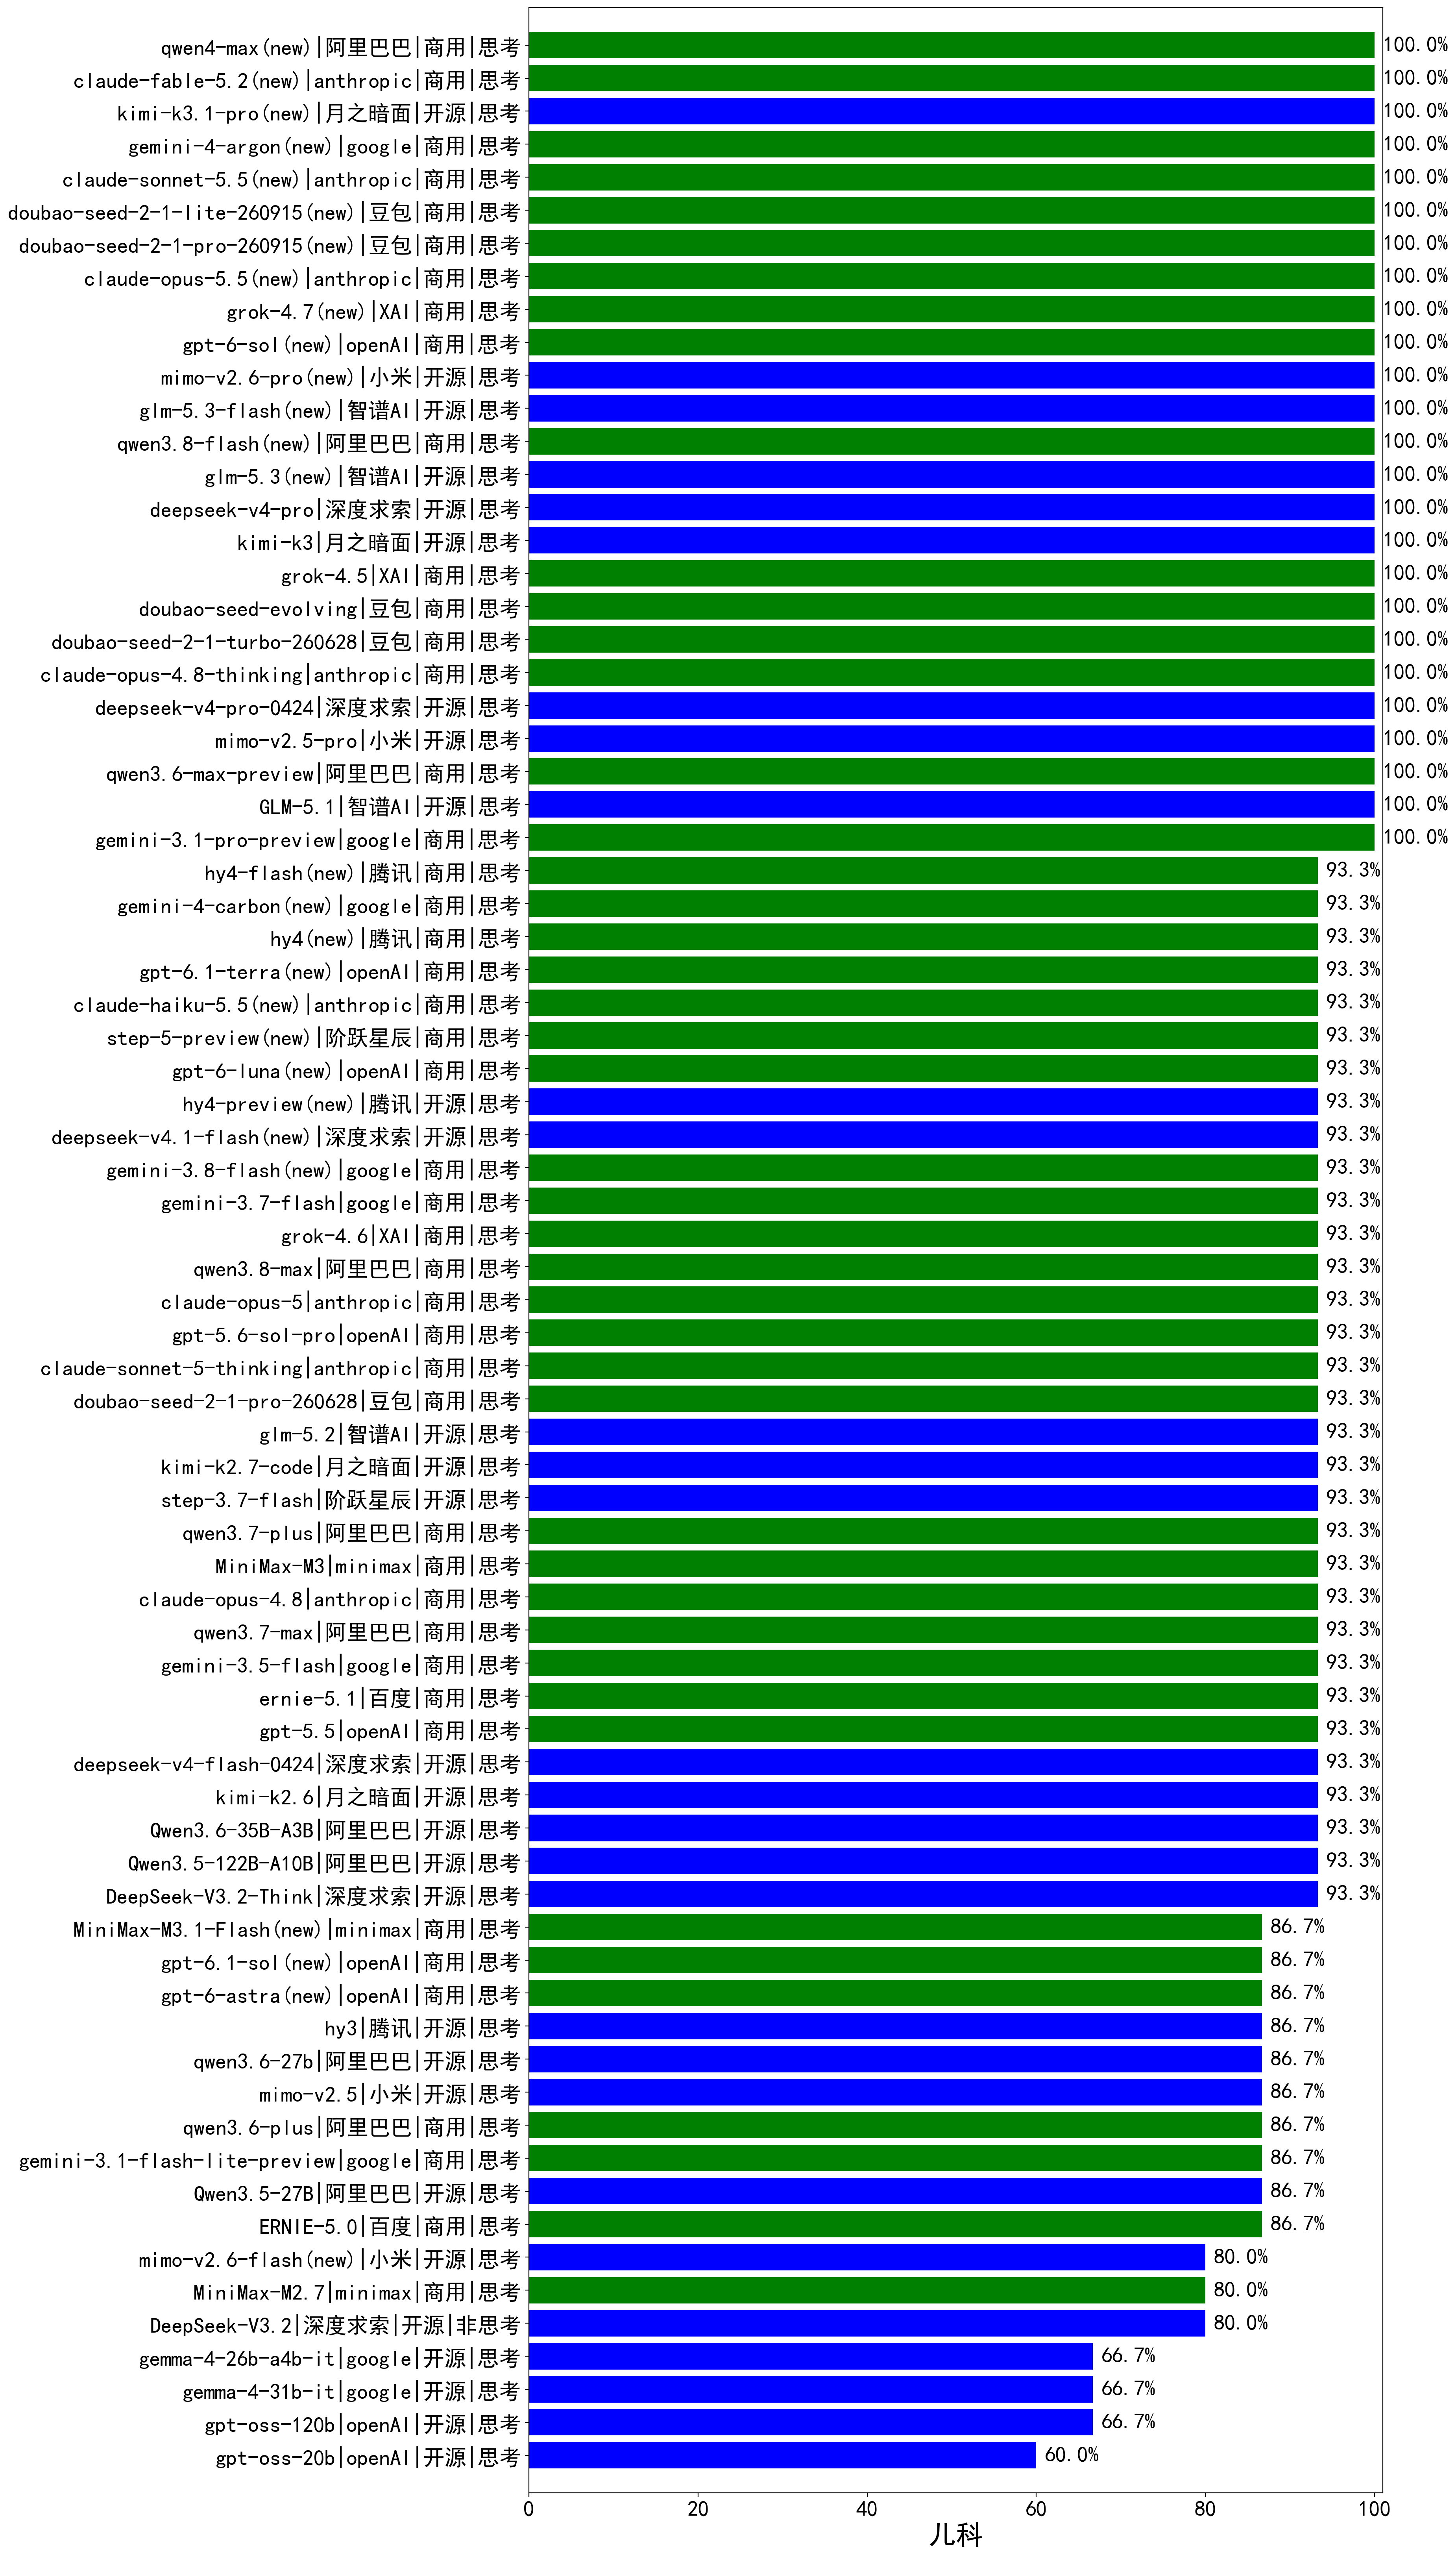 qwen4-max(new)|阿里巴巴|商用|思考 100.0%
claude-fable-5.2(new)|anthropic|商用|思考 100.0%
kimi-k3.1-pro(new)|月之暗面|开源|思考 100.0%
gemini-4-argon(new)|google|商用|思考 100.0%
claude-sonnet-5.5(new)|anthropic|商用|思考 100.0%
doubao-seed-2-1-lite-260915(new)|豆包|商用|思考 100.0%
doubao-seed-2-1-pro-260915(new)|豆包|商用|思考 100.0%
claude-opus-5.5(new)|anthropic|商用|思考 100.0%
grok-4.7(new)|XAI|商用|思考 100.0%
gpt-6-sol(new)|openAI|商用|思考 100.0%
mimo-v2.6-pro(new)|小米|开源|思考 100.0%
glm-5.3-flash(new)|智谱AI|开源|思考 100.0%
qwen3.8-flash(new)|阿里巴巴|商用|思考 100.0%
glm-5.3(new)|智谱AI|开源|思考 100.0%
deepseek-v4-pro|深度求索|开源|思考 100.0%
kimi-k3|月之暗面|开源|思考 100.0%
grok-4.5|XAI|商用|思考 100.0%
doubao-seed-evolving|豆包|商用|思考 100.0%
doubao-seed-2-1-turbo-260628|豆包|商用|思考 100.0%
claude-opus-4.8-thinking|anthropic|商用|思考 100.0%
deepseek-v4-pro-0424|深度求索|开源|思考 100.0%
mimo-v2.5-pro|小米|开源|思考 100.0%
qwen3.6-max-preview|阿里巴巴|商用|思考 100.0%
GLM-5.1|智谱AI|开源|思考 100.0%
gemini-3.1-pro-preview|google|商用|思考 100.0%
hy4-flash(new)|腾讯|商用|思考 93.3%
gemini-4-carbon(new)|google|商用|思考 93.3%
hy4(new)|腾讯|商用|思考 93.3%
gpt-6.1-terra(new)|openAI|商用|思考 93.3%
claude-haiku-5.5(new)|anthropic|商用|思考 93.3%
step-5-preview(new)|阶跃星辰|商用|思考 93.3%
gpt-6-luna(new)|openAI|商用|思考 93.3%
hy4-preview(new)|腾讯|开源|思考 93.3%
deepseek-v4.1-flash(new)|深度求索|开源|思考 93.3%
gemini-3.8-flash(new)|google|商用|思考 93.3%
gemini-3.7-flash|google|商用|思考 93.3%
grok-4.6|XAI|商用|思考 93.3%
qwen3.8-max|阿里巴巴|商用|思考 93.3%
claude-opus-5|anthropic|商用|思考 93.3%
gpt-5.6-sol-pro|openAI|商用|思考 93.3%
claude-sonnet-5-thinking|anthropic|商用|思考 93.3%
doubao-seed-2-1-pro-260628|豆包|商用|思考 93.3%
glm-5.2|智谱AI|开源|思考 93.3%
kimi-k2.7-code|月之暗面|开源|思考 93.3%
step-3.7-flash|阶跃星辰|开源|思考 93.3%
qwen3.7-plus|阿里巴巴|商用|思考 93.3%
MiniMax-M3|minimax|商用|思考 93.3%
claude-opus-4.8|anthropic|商用|思考 93.3%
qwen3.7-max|阿里巴巴|商用|思考 93.3%
gemini-3.5-flash|google|商用|思考 93.3%
ernie-5.1|百度|商用|思考 93.3%
gpt-5.5|openAI|商用|思考 93.3%
deepseek-v4-flash-0424|深度求索|开源|思考 93.3%
kimi-k2.6|月之暗面|开源|思考 93.3%
Qwen3.6-35B-A3B|阿里巴巴|开源|思考 93.3%
Qwen3.5-122B-A10B|阿里巴巴|开源|思考 93.3%
DeepSeek-V3.2-Think|深度求索|开源|思考 93.3%
MiniMax-M3.1-Flash(new)|minimax|商用|思考 86.7%
gpt-6.1-sol(new)|openAI|商用|思考 86.7%
gpt-6-astra(new)|openAI|商用|思考 86.7%
hy3|腾讯|开源|思考 86.7%
qwen3.6-27b|阿里巴巴|开源|思考 86.7%
mimo-v2.5|小米|开源|思考 86.7%
qwen3.6-plus|阿里巴巴|商用|思考 86.7%
gemini-3.1-flash-lite-preview|google|商用|思考 86.7%
Qwen3.5-27B|阿里巴巴|开源|思考 86.7%
ERNIE-5.0|百度|商用|思考 86.7%
mimo-v2.6-flash(new)|小米|开源|思考 80.0%
MiniMax-M2.7|minimax|商用|思考 80.0%
DeepSeek-V3.2|深度求索|开源|非思考 80.0%
gemma-4-26b-a4b-it|google|开源|思考 66.7%
gemma-4-31b-it|google|开源|思考 66.7%
gpt-oss-120b|openAI|开源|思考 66.7%
gpt-oss-20b|openAI|开源|思考 60.0%
0 20 40 60 80 100
儿科